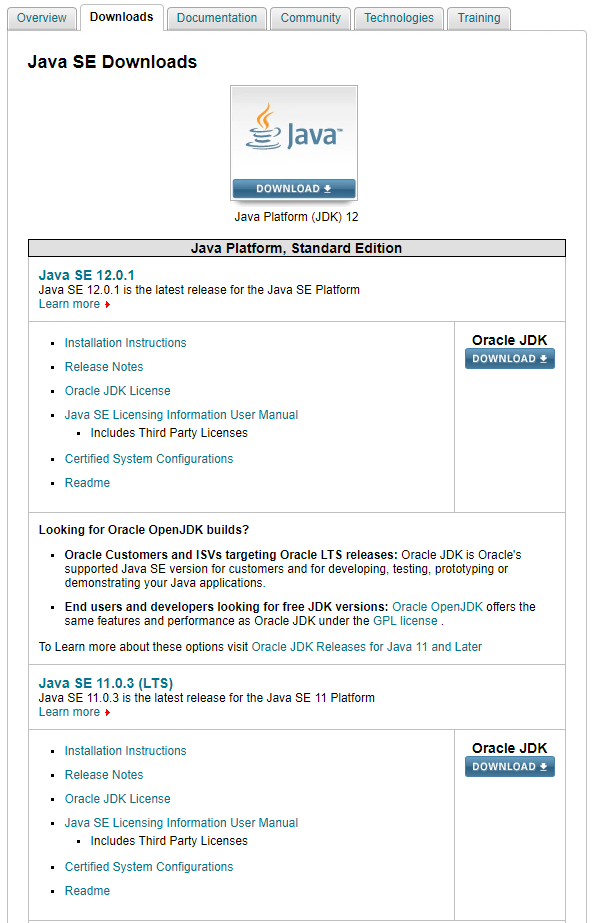 Overview Downloads Documentation Community Technologies Training
Java SE Downloads
Java™
DOWNLOAD
Java Platform (JDK) 12
Java Platform, Standard Edition
Java SE 12.0.1
Java SE 12.0.1 is the latest release for the Java SE Platform
Learn more
Installation Instructions
Release Notes
Oracle JDK License
Java SE Licensing Information User Manual
Includes Third Party Licenses
Certified System Configurations
Readme
Oracle JDK
DOWNLOAD
Looking for Oracle OpenJDK builds?
Oracle Customers and ISVs targeting Oracle LTS releases: Oracle JDK is Oracle's
supported Java SE version for customers and for developing, testing, prototyping or
demonstrating your Java applications.
End users and developers looking for free JDK versions: Oracle OpenJDK offers the
same features and performance as Oracle JDK under the GPL license .
To Learn more about these options visit Oracle JDK Releases for Java 11 and Later
Java SE 11.0.3 (LTS)
Java SE 11.0.3 is the latest release for the Java SE 11 Platform
Learn more
Installation Instructions
Release Notes
Oracle JDK License
Java SE Licensing Information User Manual
Includes Third Party Licenses
Certified System Configurations
Readme
Oracle JDK
DOWNLOAD